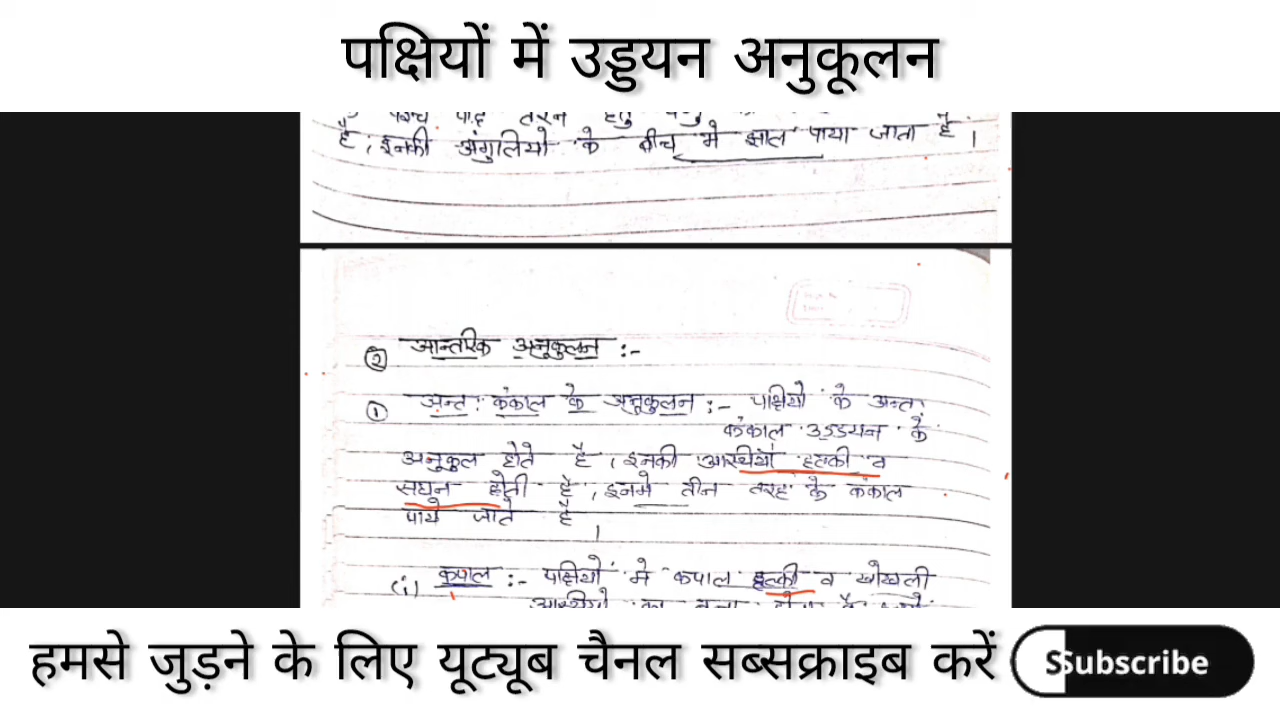 पक्षियों में उड्डयन अनुकूलन
है, इनकी अंगुलियो के बीच मे झाल पाया जाता है।
② आन्तरिक अनुकुलन :-
① अन्त: कंकाल के अनुकुलन :- पक्षियो के अन्त:
कंकाल उड्डयन के
अनुकुल होते है, इनकी अस्थियाँ हल्की व
सघन होती है, इनमे तीन तरह के कंकाल
पाये जाते है।
(i) कपाल :- पक्षियो मे कपाल हल्की व खोखली
हमसे जुड़ने के लिए यूट्यूब चैनल सब्सक्राइब करें
Subscribe